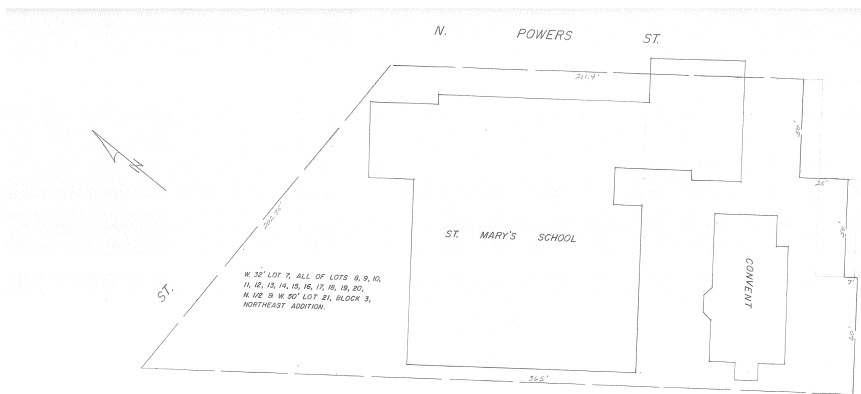 N. POWERS ST.
211.4'
25'
202.75'
ST. MARY'S SCHOOL
CONVENT
7'
W. 32' LOT 7, ALL OF LOTS 8, 9, 10,
11, 12, 13, 14, 15, 16, 17, 18, 19, 20,
N. 1/2 & W. 50' LOT 21, BLOCK 3,
NORTHEAST ADDITION.
ST.
N
365'